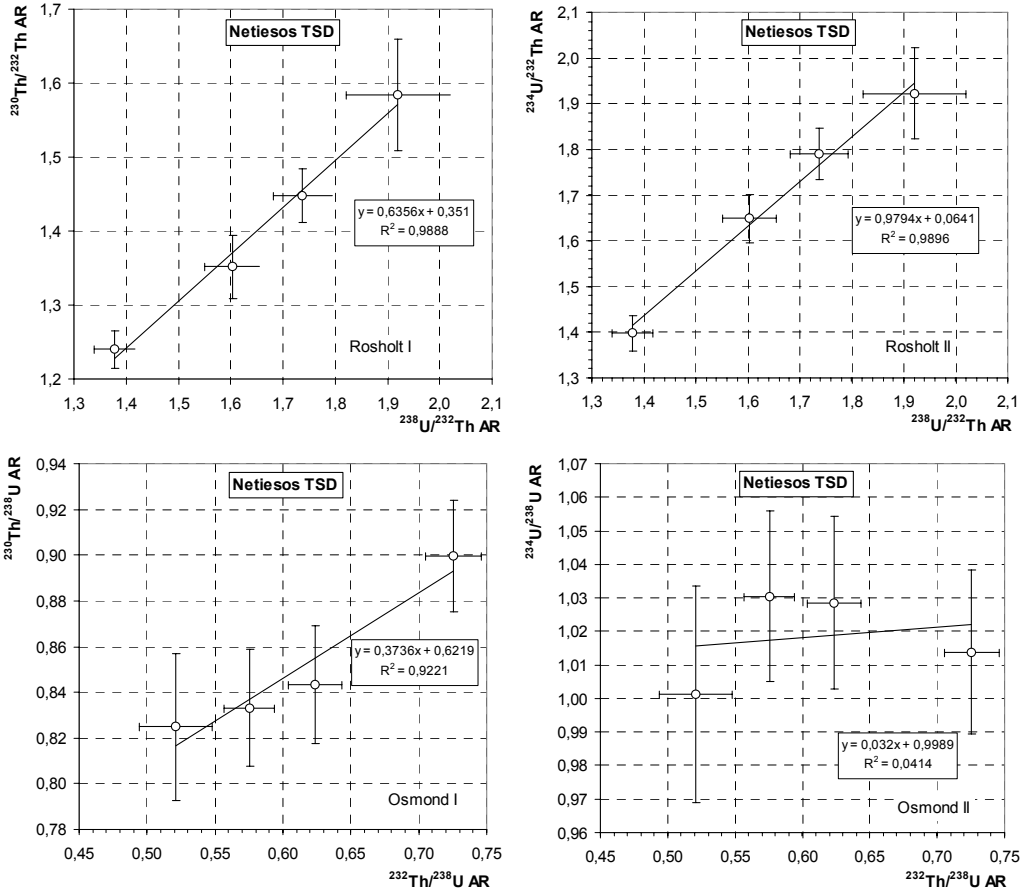 Netiesos TSD
²³⁰Th/²³²Th AR
1,7
1,6
1,5
1,4
1,3
1,2
y = 0,6356x + 0,351
R² = 0,9888
Rosholt I
1,3 1,4 1,5 1,6 1,7 1,8 1,9 2,0 2,1
²³⁸U/²³²Th AR
Netiesos TSD
²³⁴U/²³²Th AR
2,1
2,0
1,9
1,8
1,7
1,6
1,5
1,4
1,3
y = 0,9794x + 0,0641
R² = 0,9896
Rosholt II
1,3 1,4 1,5 1,6 1,7 1,8 1,9 2,0 2,1
²³⁸U/²³²Th AR
Netiesos TSD
²³⁰Th/²³⁸U AR
0,94
0,92
0,90
0,88
0,86
0,84
0,82
0,80
0,78
y = 0,3736x + 0,6219
R² = 0,9221
Osmond I
0,45 0,50 0,55 0,60 0,65 0,70 0,75
²³²Th/²³⁸U AR
Netiesos TSD
²³⁴U/²³⁸U AR
1,07
1,06
1,05
1,04
1,03
1,02
1,01
1,00
0,99
0,98
0,97
0,96
y = 0,032x + 0,9989
R² = 0,0414
Osmond II
0,45 0,50 0,55 0,60 0,65 0,70 0,75
²³²Th/²³⁸U AR